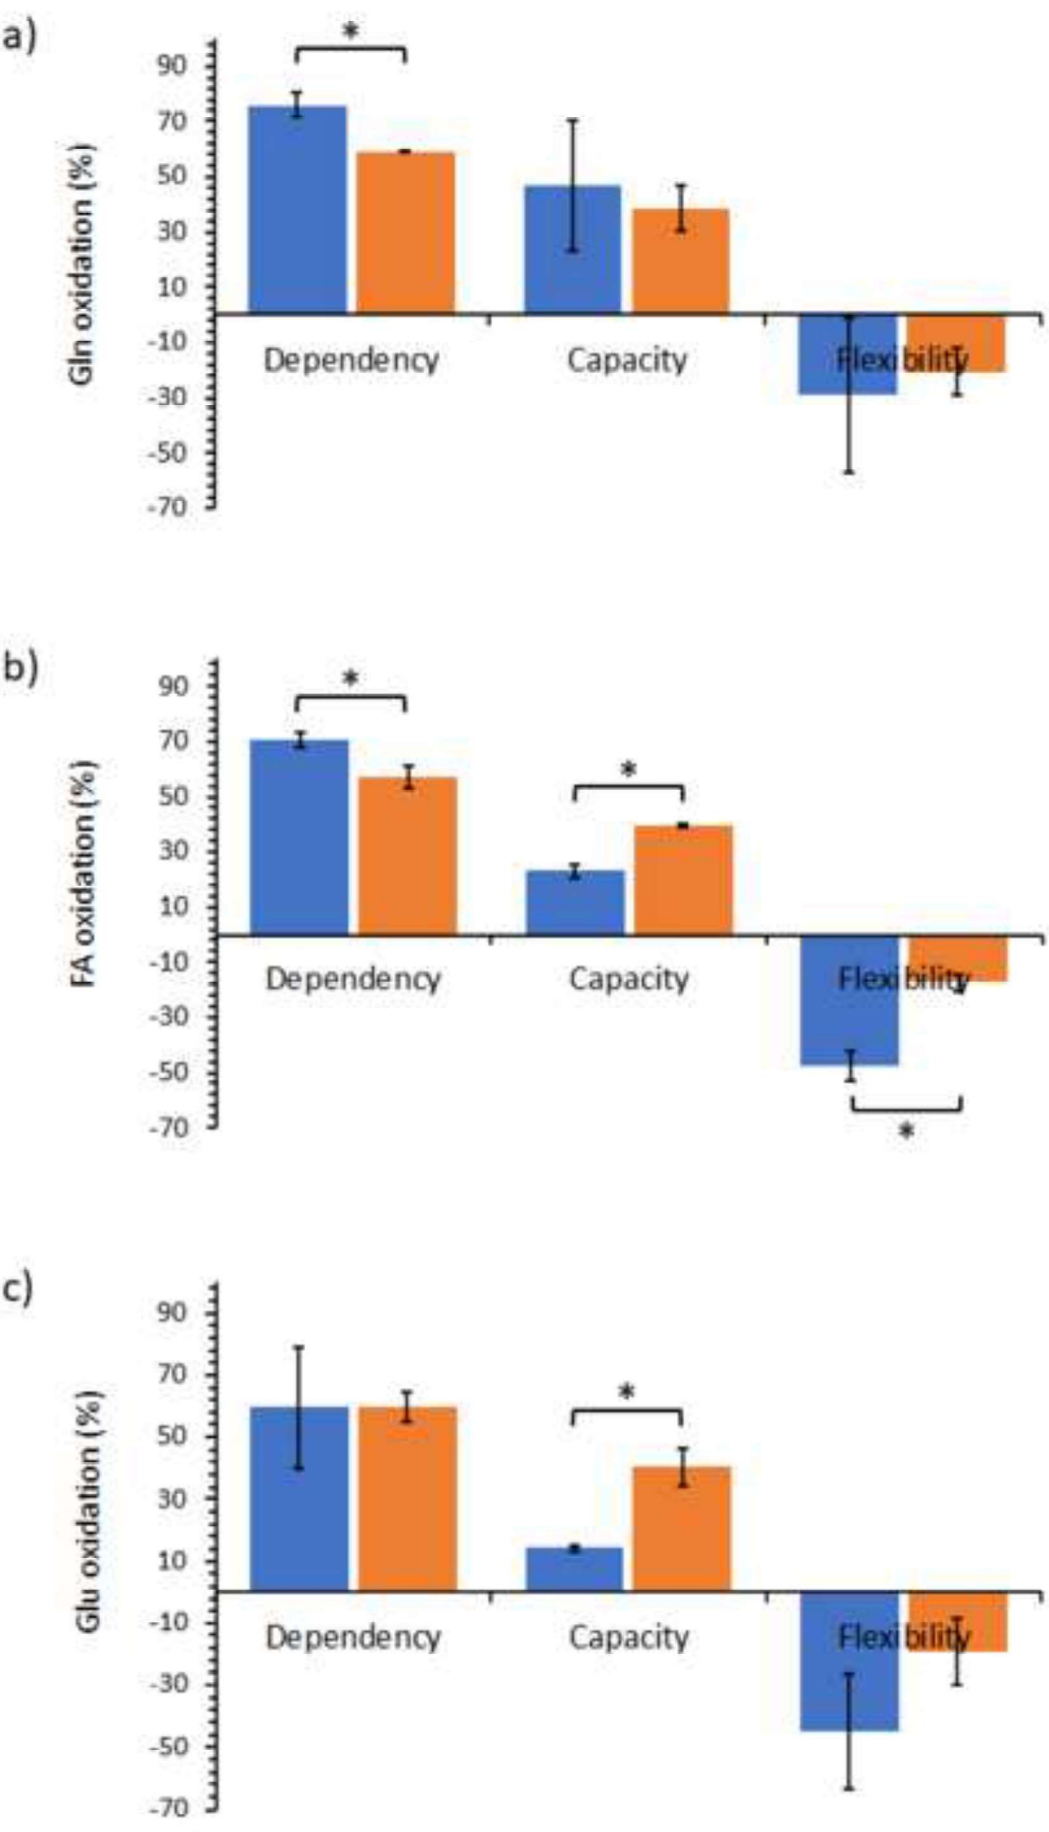 a)
*
Gln oxidation (%)
90
70
50
30
10
-10
-30
-50
-70
Dependency
Capacity
Flexibility
b)
*
*
FA oxidation (%)
90
70
50
30
10
-10
-30
-50
-70
Dependency
Capacity
Flexibility
*
c)
*
Glu oxidation (%)
90
70
50
30
10
-10
-30
-50
-70
Dependency
Capacity
Flexibility